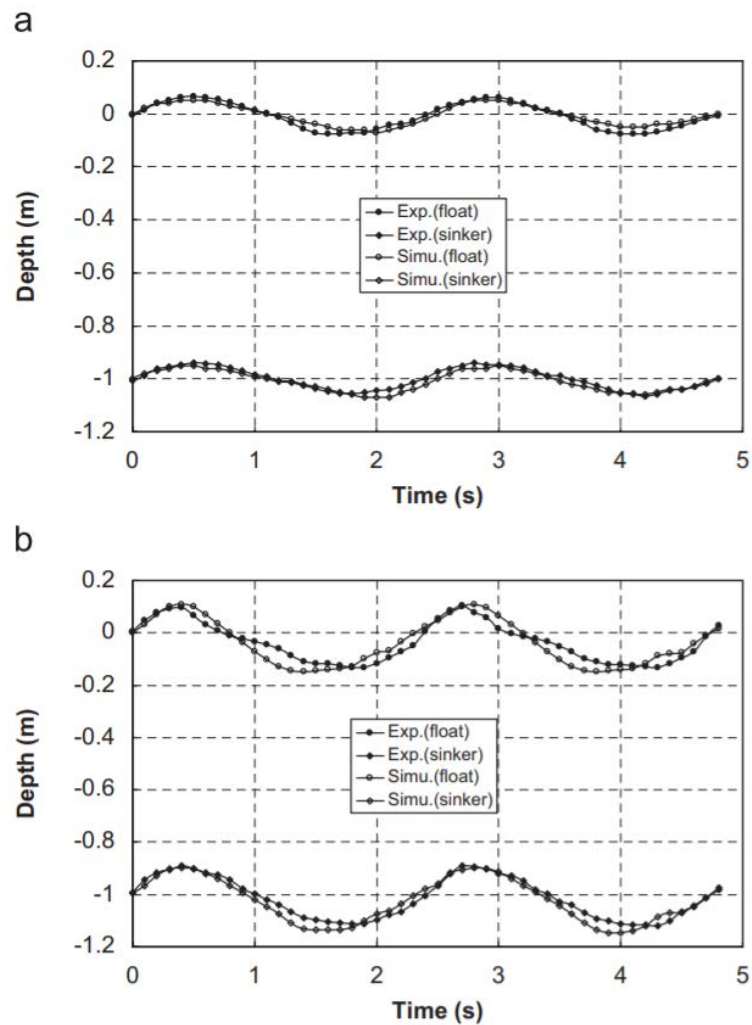 a
0.2
0
-0.2
-0.4
-0.6
-0.8
-1
-1.2
Depth (m)
Exp.(float)
Exp.(sinker)
Simu.(float)
Simu.(sinker)
0 1 2 3 4 5
Time (s)
b
0.2
0
-0.2
-0.4
-0.6
-0.8
-1
-1.2
Depth (m)
Exp.(float)
Exp.(sinker)
Simu.(float)
Simu.(sinker)
0 1 2 3 4 5
Time (s)